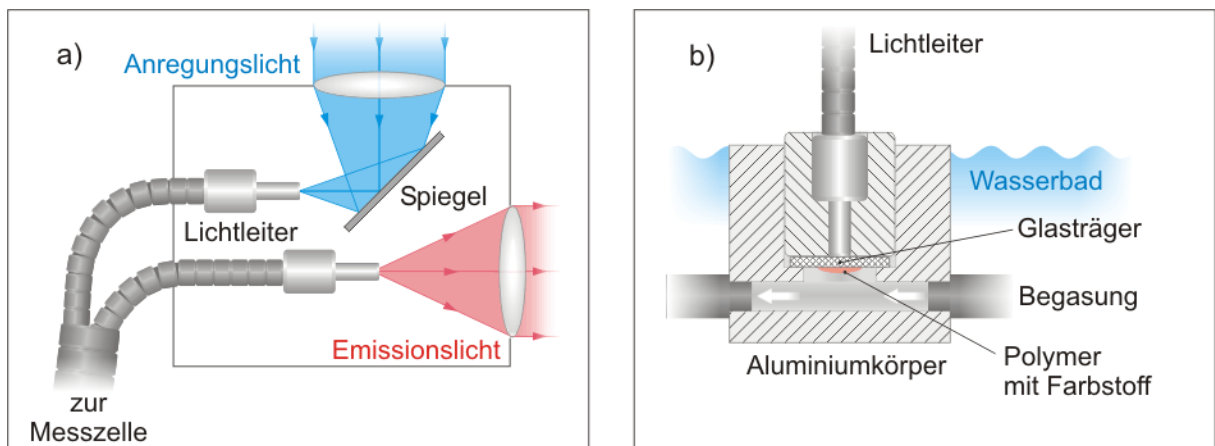 a)
Anregungslicht
Spiegel
Lichtleiter
Emissionslicht
zur
Messzelle
b)
Lichtleiter
Wasserbad
Glasträger
Begasung
Aluminiumkörper
Polymer
mit Farbstoff